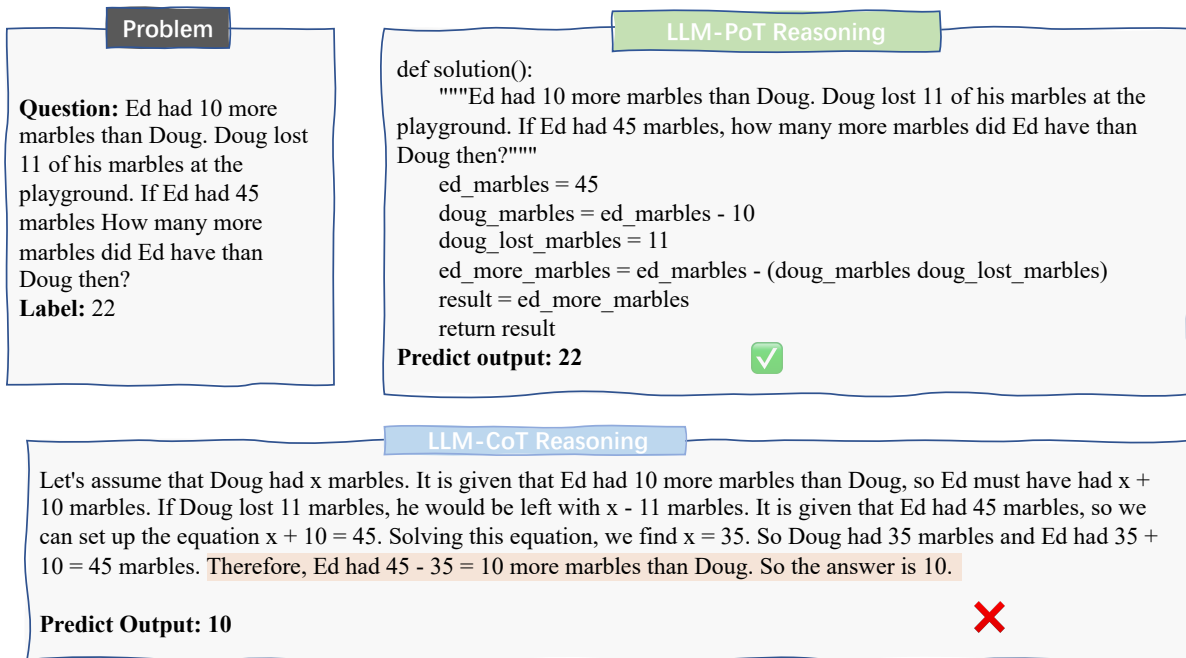 Problem
Question: Ed had 10 more
marbles than Doug. Doug lost
11 of his marbles at the
playground. If Ed had 45
marbles How many more
marbles did Ed have than
Doug then?
Label: 22
LLM-PoT Reasoning
def solution():
"""Ed had 10 more marbles than Doug. Doug lost 11 of his marbles at the
playground. If Ed had 45 marbles, how many more marbles did Ed have than
Doug then?"""
ed_marbles = 45
doug_marbles = ed_marbles - 10
doug_lost_marbles = 11
ed_more_marbles = ed_marbles - (doug_marbles doug_lost_marbles)
result = ed_more_marbles
return result
Predict output: 22
LLM-CoT Reasoning
Let's assume that Doug had x marbles. It is given that Ed had 10 more marbles than Doug, so Ed must have had x +
10 marbles. If Doug lost 11 marbles, he would be left with x - 11 marbles. It is given that Ed had 45 marbles, so we
can set up the equation x + 10 = 45. Solving this equation, we find x = 35. So Doug had 35 marbles and Ed had 35 +
10 = 45 marbles. Therefore, Ed had 45 - 35 = 10 more marbles than Doug. So the answer is 10.
Predict Output: 10